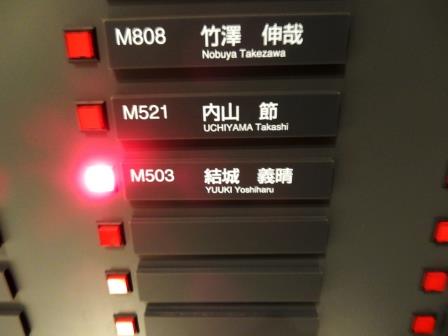 M808 竹澤 伸哉
Nobuya Takezawa
M521 内山 節
UCHIYAMA Takashi
M503 結城 義晴
YUUKI Yoshiharu